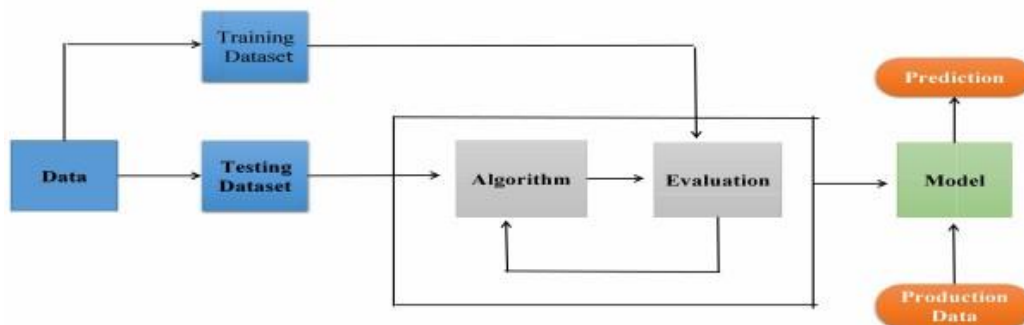 Training
Dataset
Prediction
Data
Testing
Dataset
Algorithm
Evaluation
Model
Production
Data